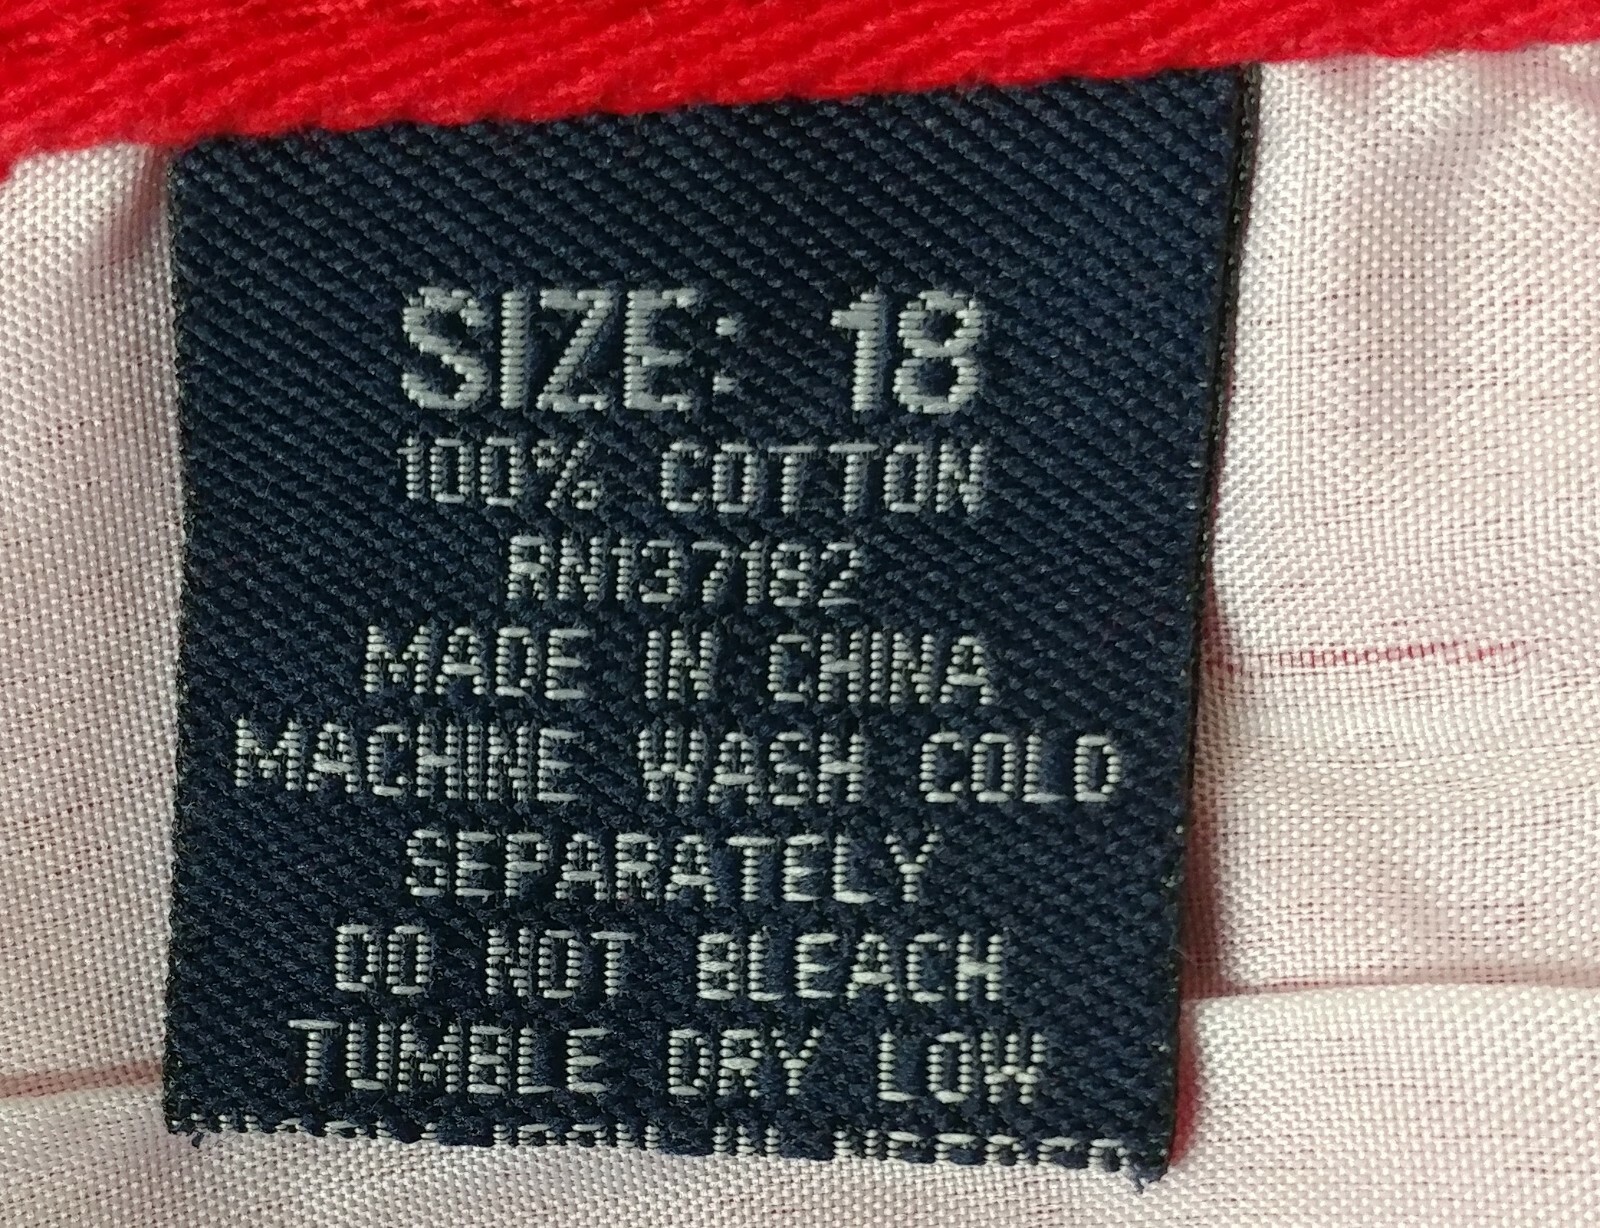 SIZE: 18
100% COTTON
RN137182
MADE IN CHINA
MACHINE WASH COLD
SEPARATELY
DO NOT BLEACH
TUMBLE DRY LOW